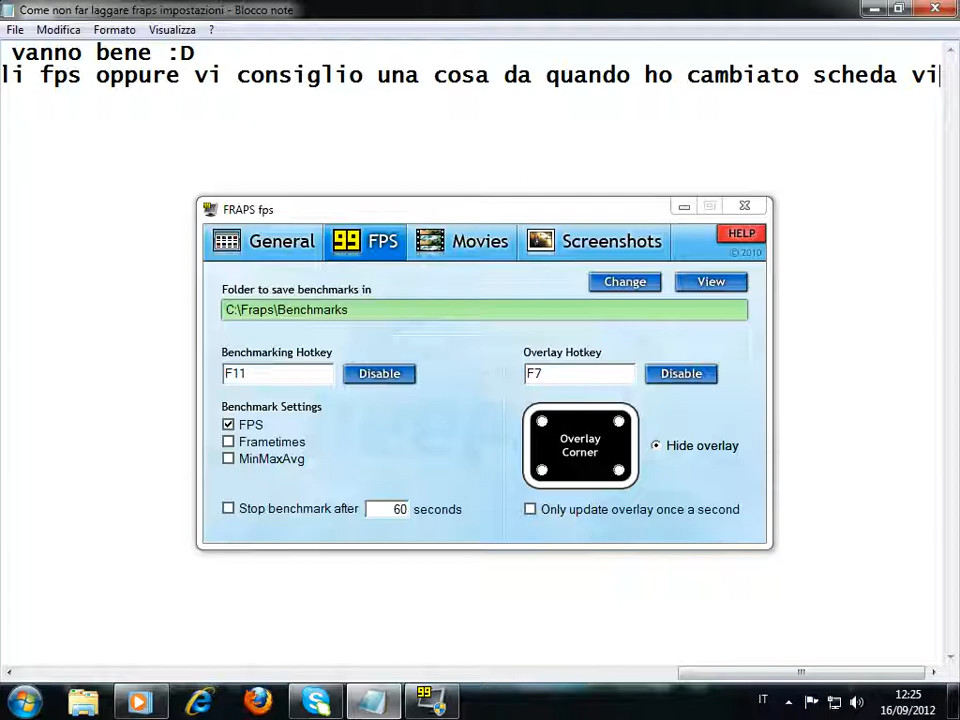 Come non far laggare fraps impostazioni - Blocco note
File Modifica Formato Visualizza ?
vanno bene :D
li fps oppure vi consiglio una cosa da quando ho cambiato scheda vi
FRAPS fps
General 99 FPS Movies Screenshots HELP
© 2010
Folder to save benchmarks in Change View
C:\Fraps\Benchmarks
Benchmarking Hotkey Overlay Hotkey
F11 Disable F7 Disable
Benchmark Settings
FPS
Frametimes
MinMaxAvg
Overlay
Corner
Hide overlay
Stop benchmark after 60 seconds Only update overlay once a second
99
IT
12:25
16/09/2012